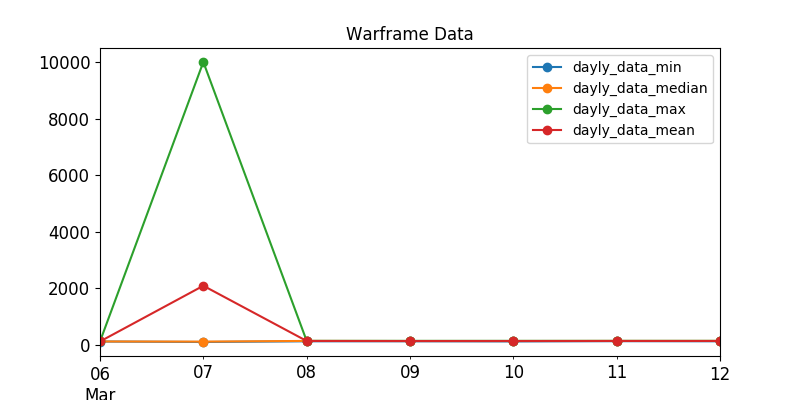 Warframe Data
10000
8000
6000
4000
2000
0
dayly_data_min
dayly_data_median
dayly_data_max
dayly_data_mean
06 07 08 09 10 11 12
Mar